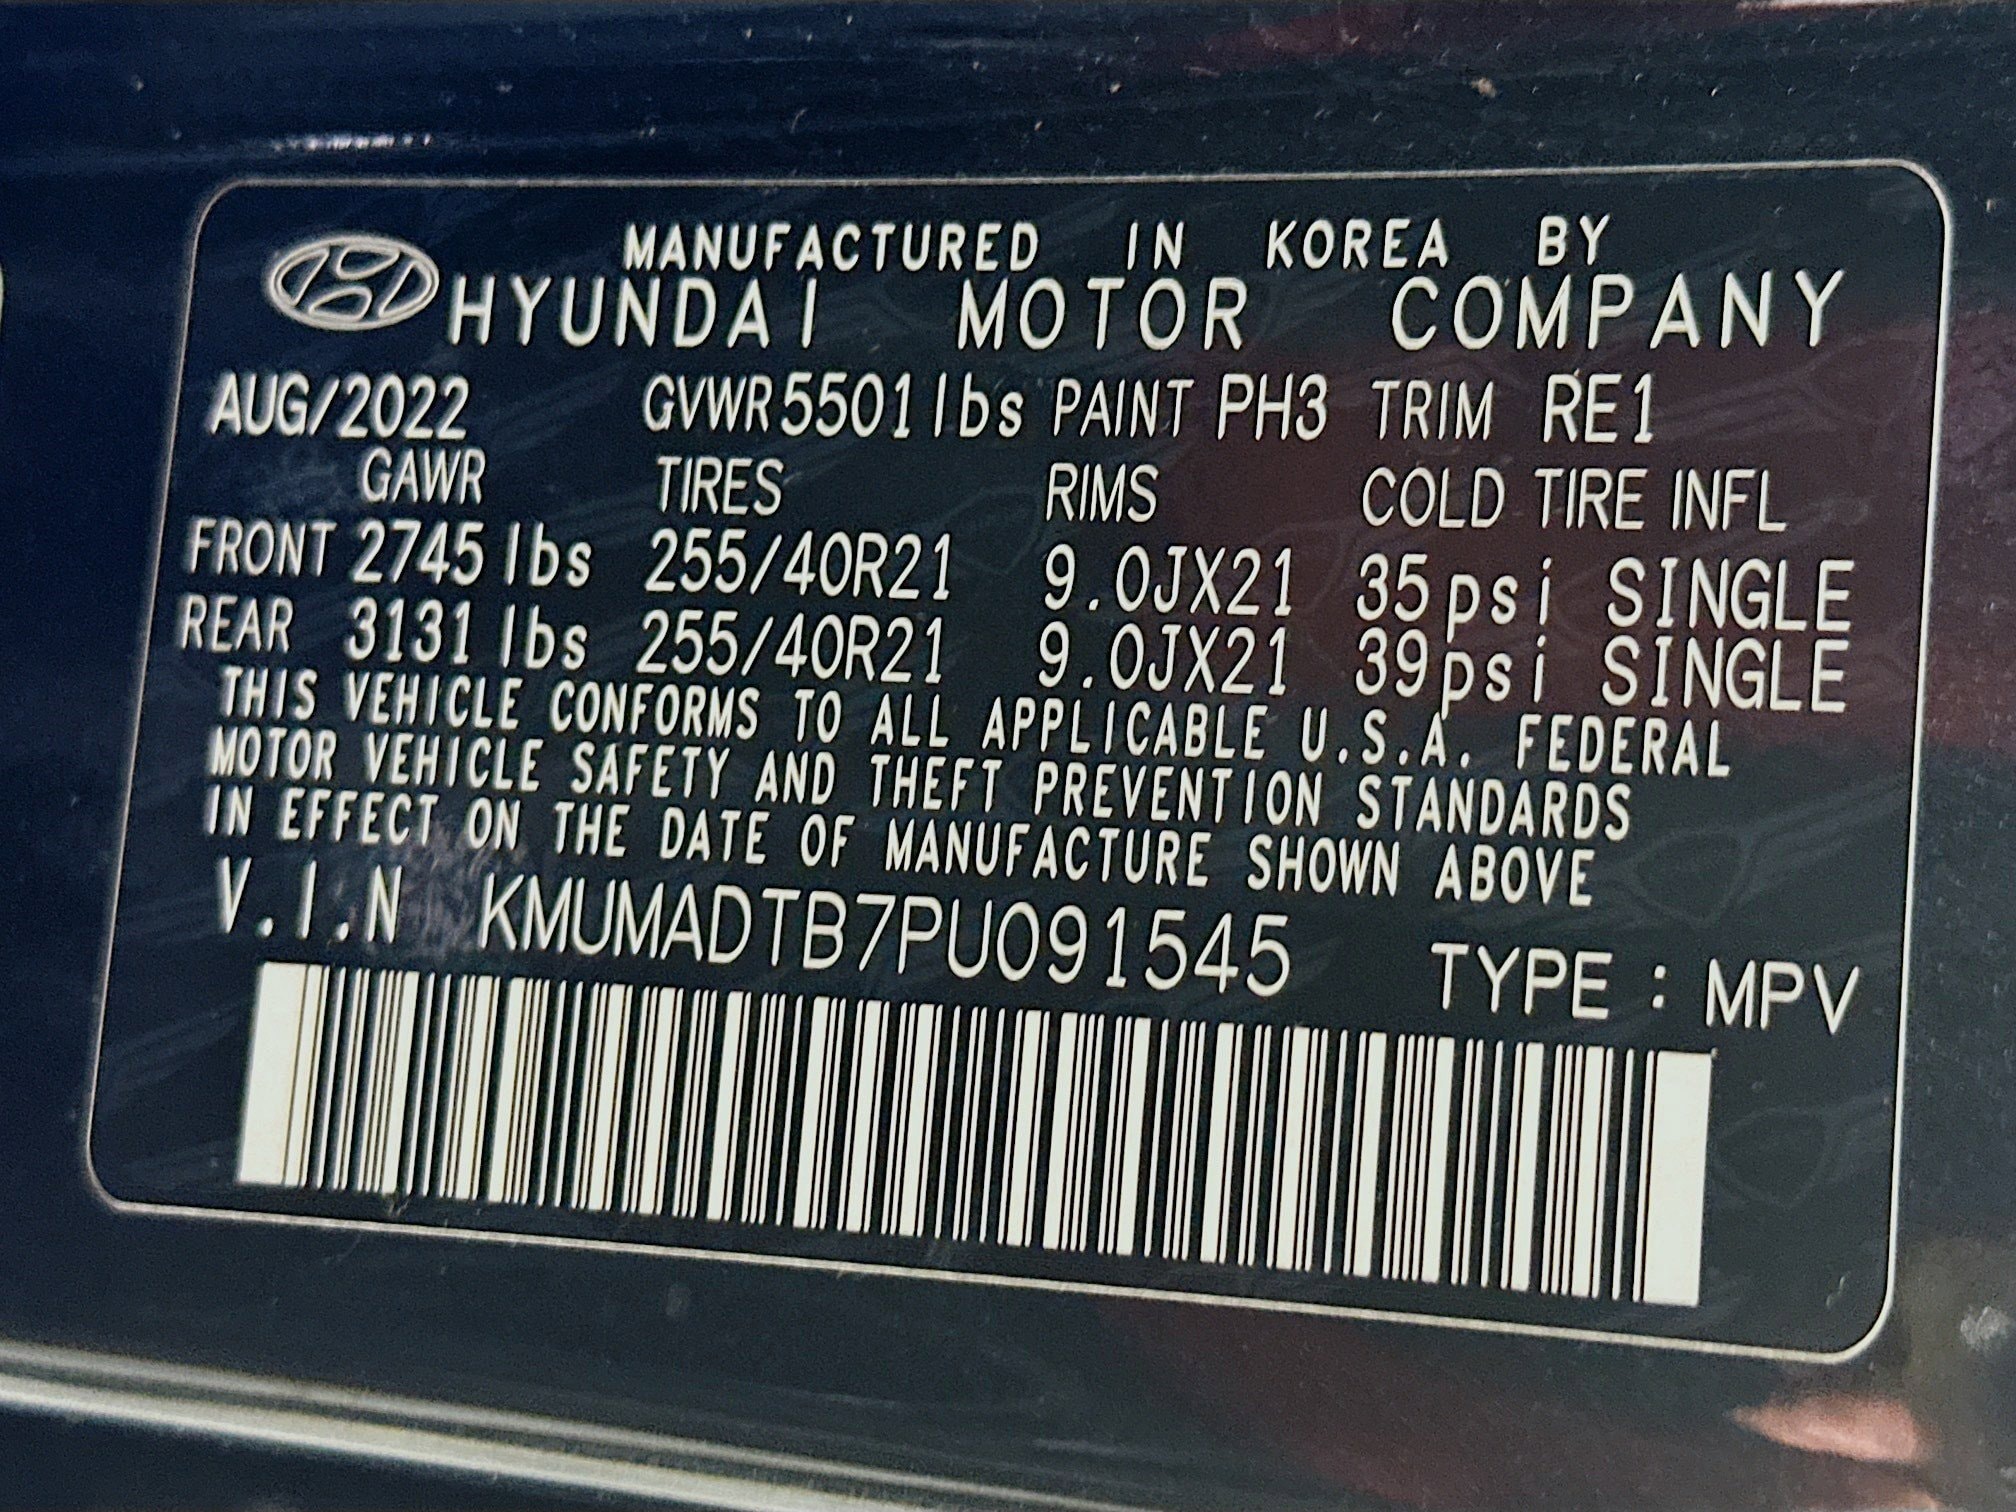 MANUFACTURED IN KOREA BY
HYUNDAI MOTOR COMPANY
AUG/2022 GVWR 5501 lbs PAINT PH3 TRIM RE1
GAWR TIRES RIMS COLD TIRE INFL
FRONT 2745 lbs 255/40R21 9.0JX21 35psi SINGLE
REAR 3131 lbs 255/40R21 9.0JX21 39psi SINGLE
THIS VEHICLE CONFORMS TO ALL APPLICABLE U.S.A. FEDERAL
MOTOR VEHICLE SAFETY AND THEFT PREVENTION STANDARDS
IN EFFECT ON THE DATE OF MANUFACTURE SHOWN ABOVE
V.I.N KMUMADTB7PU091545 TYPE : MPV